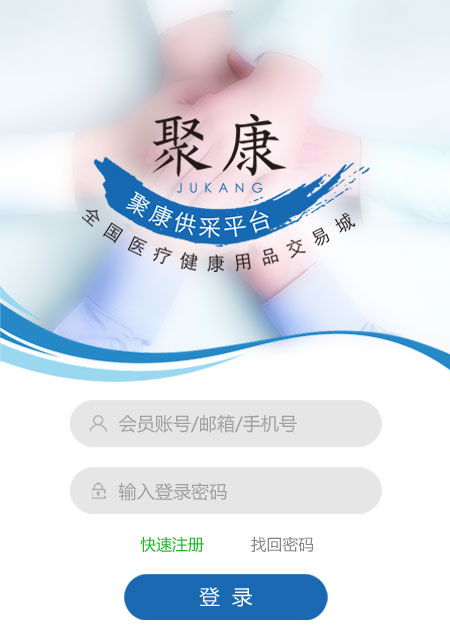 聚康
JUKANG
聚康供采平台
全国医疗健康用品交易城
会员账号/邮箱/手机号
输入登录密码
快速注册 找回密码
登 录